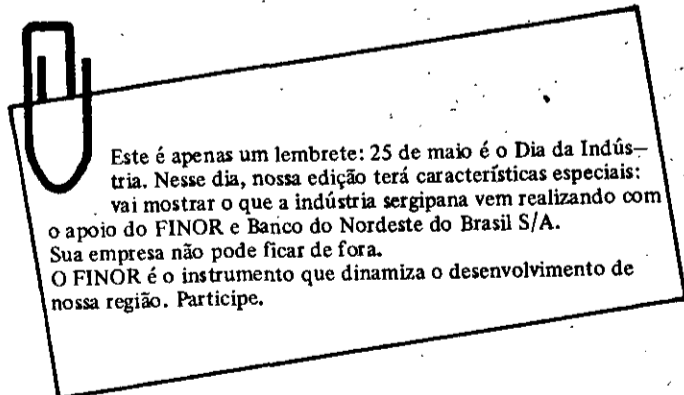 Este é apenas um lembrete: 25 de maio é o Dia da Indús-
tria. Nesse dia, nossa edição terá características especiais:
vai mostrar o que a indústria sergipana vem realizando com
o apoio do FINOR e Banco do Nordeste do Brasil S/A.
Sua empresa não pode ficar de fora.
O FINOR é o instrumento que dinamiza o desenvolvimento de
nossa região. Participe.